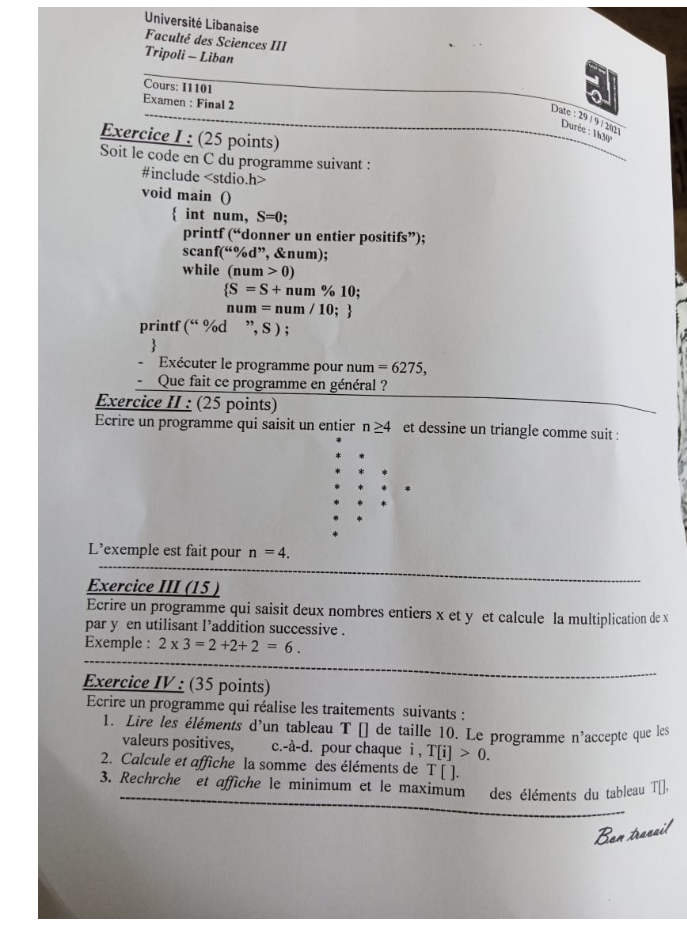 Université Libanaise
Faculté des Sciences III
Tripoli – Liban
Cours: I1101
Examen : Final 2
Date : 29 / 9 / 2021
Durée : 1h30'
Exercice I : (25 points)
Soit le code en C du programme suivant :
#include <stdio.h>
void main ()
{ int num, S=0;
printf (“donner un entier positifs”);
scanf(“%d”, &num);
while (num > 0)
{S = S + num % 10;
num = num / 10; }
printf (“ %d ”, S ) ;
}
- Exécuter le programme pour num = 6275,
- Que fait ce programme en général ?
Exercice II : (25 points)
Ecrire un programme qui saisit un entier n ≥4 et dessine un triangle comme suit :
*
* *
* * *
* * * *
* * *
* *
*
L’exemple est fait pour n = 4.
Exercice III (15 )
Ecrire un programme qui saisit deux nombres entiers x et y et calcule la multiplication de x
par y en utilisant l’addition successive .
Exemple : 2 x 3 = 2 +2+ 2 = 6 .
Exercice IV : (35 points)
Ecrire un programme qui réalise les traitements suivants :
1. Lire les éléments d’un tableau T [] de taille 10. Le programme n’accepte que les
valeurs positives, c.-à-d. pour chaque i , T[i] > 0.
2. Calcule et affiche la somme des éléments de T [ ].
3. Rechrche et affiche le minimum et le maximum des éléments du tableau T[],
Bon travail